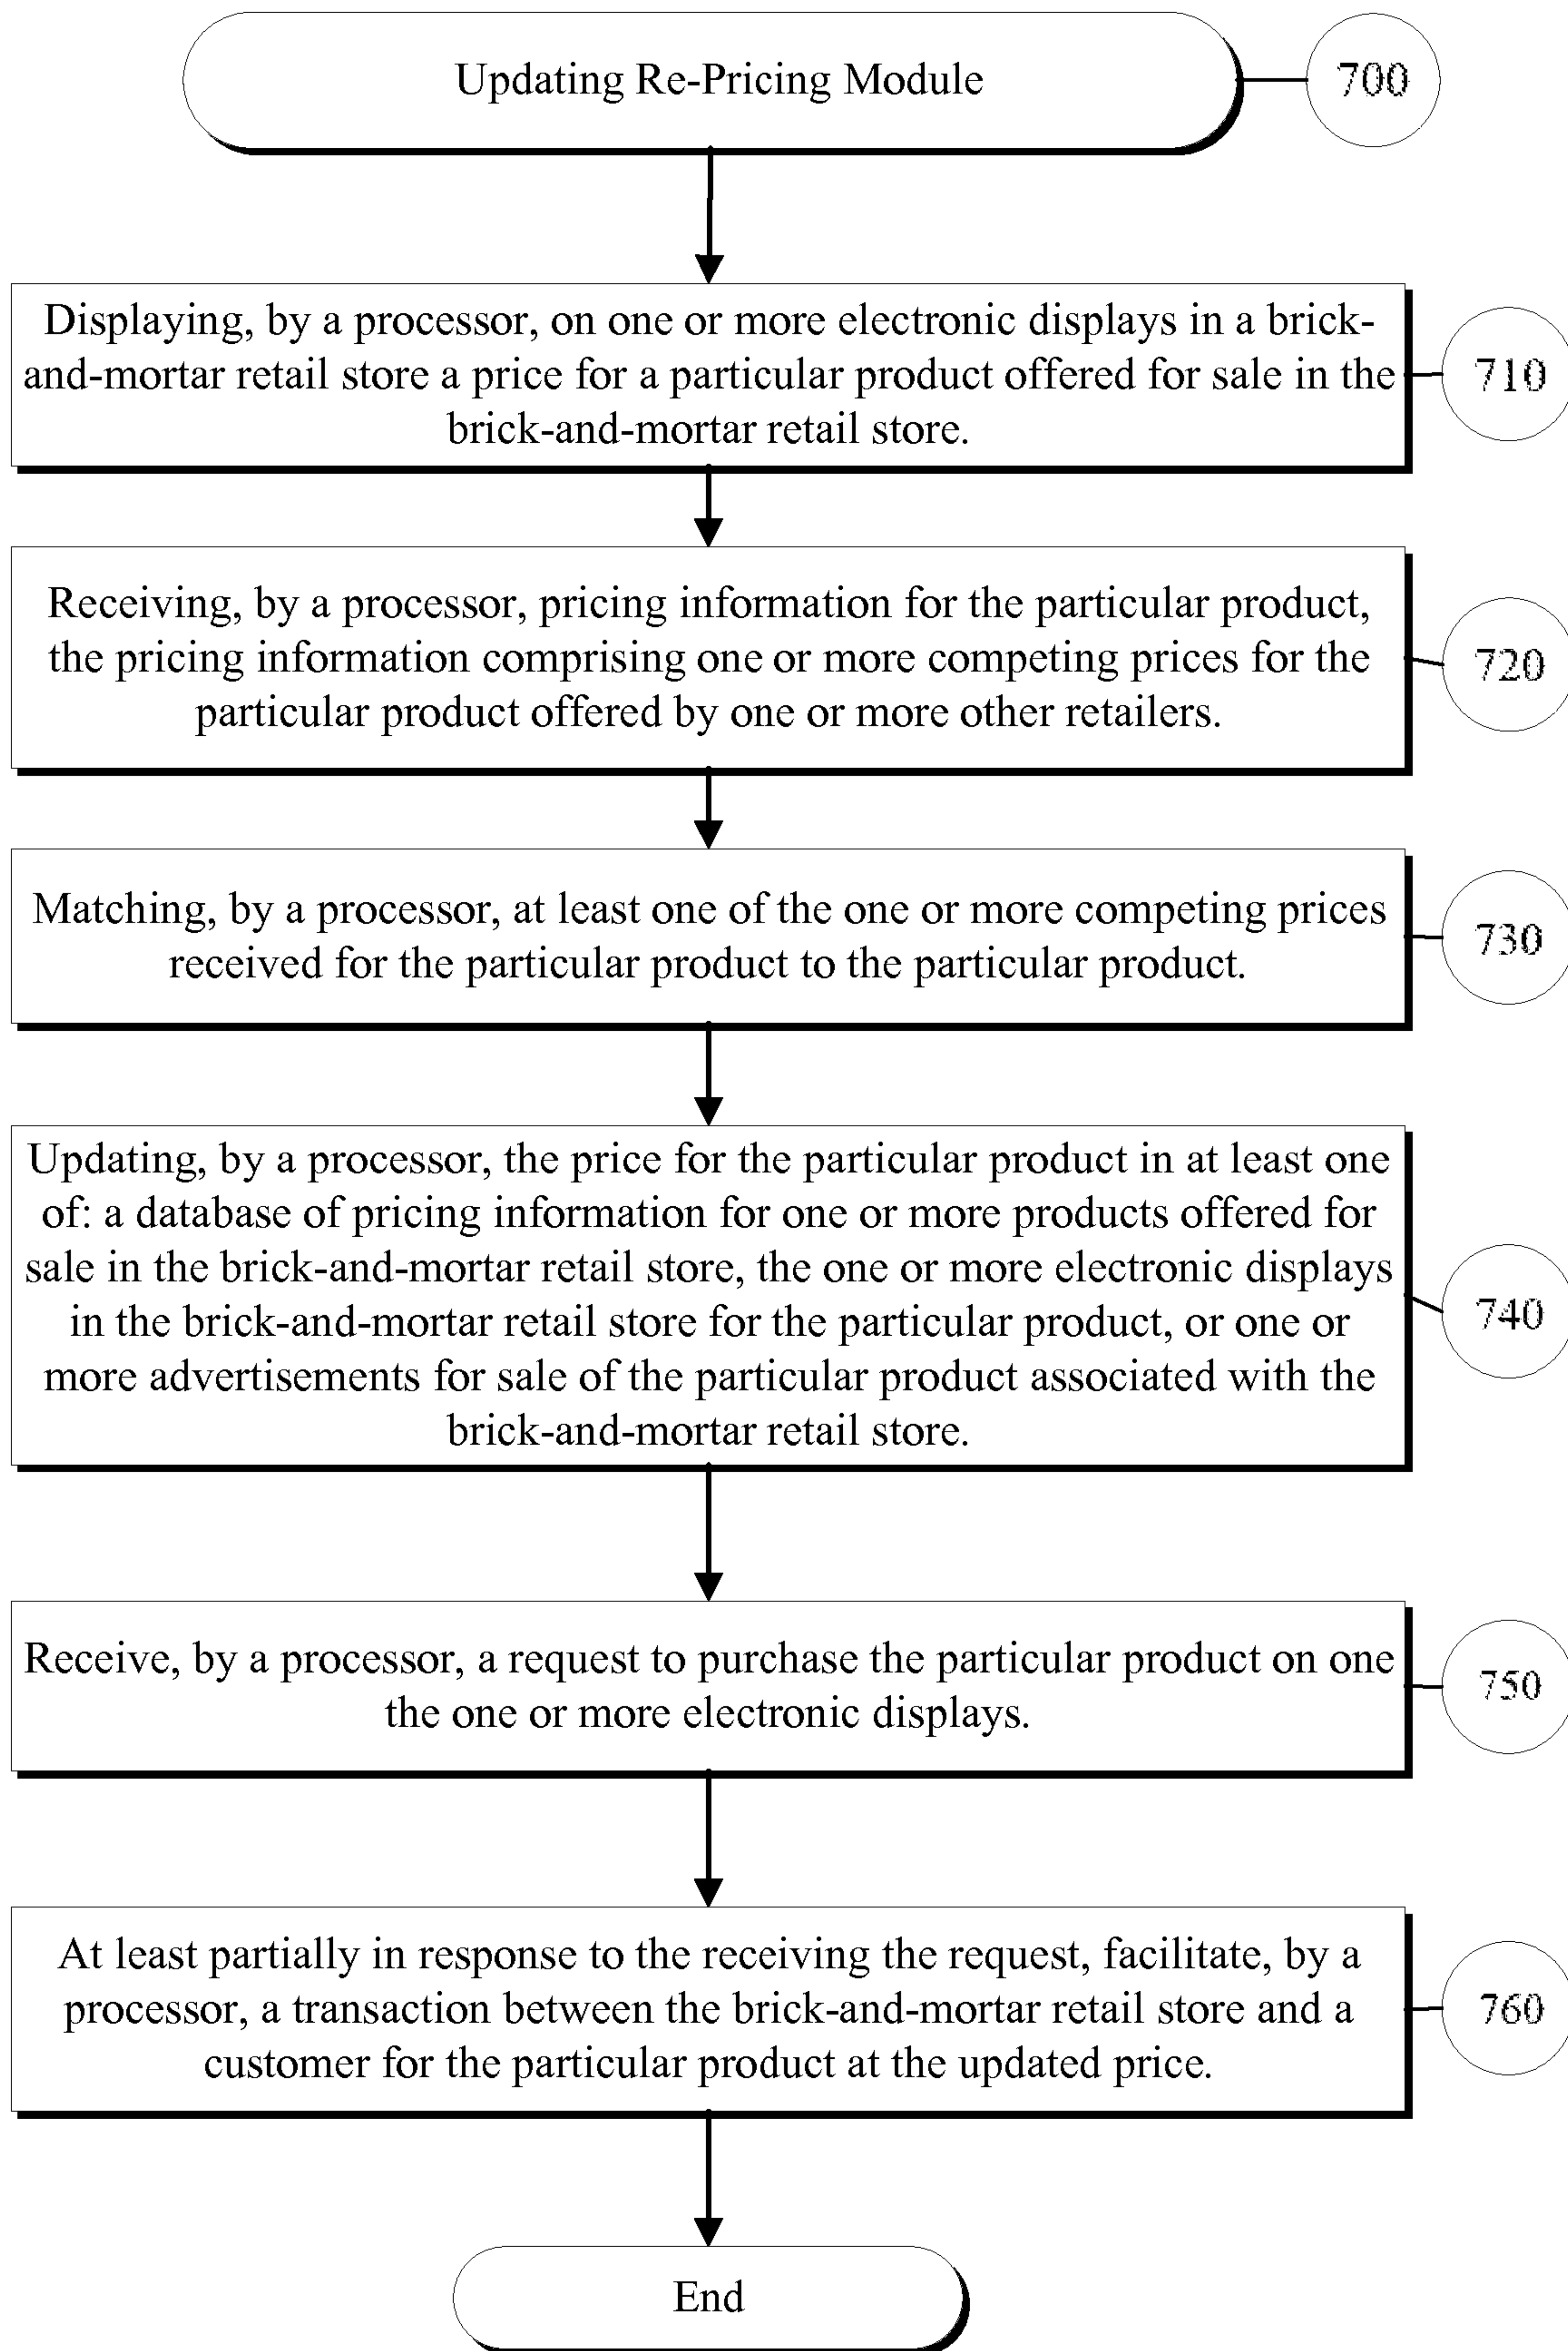 Updating Re-Pricing Module
700
Displaying, by a processor, on one or more electronic displays in a brick-
and-mortar retail store a price for a particular product offered for sale in the
brick-and-mortar retail store.
710
Receiving, by a processor, pricing information for the particular product,
the pricing information comprising one or more competing prices for the
particular product offered by one or more other retailers.
720
Matching, by a processor, at least one of the one or more competing prices
received for the particular product to the particular product.
730
Updating, by a processor, the price for the particular product in at least one
of: a database of pricing information for one or more products offered for
sale in the brick-and-mortar retail store, the one or more electronic displays
in the brick-and-mortar retail store for the particular product, or one or
more advertisements for sale of the particular product associated with the
brick-and-mortar retail store.
740
Receive, by a processor, a request to purchase the particular product on one
the one or more electronic displays.
750
At least partially in response to the receiving the request, facilitate, by a
processor, a transaction between the brick-and-mortar retail store and a
customer for the particular product at the updated price.
760
End